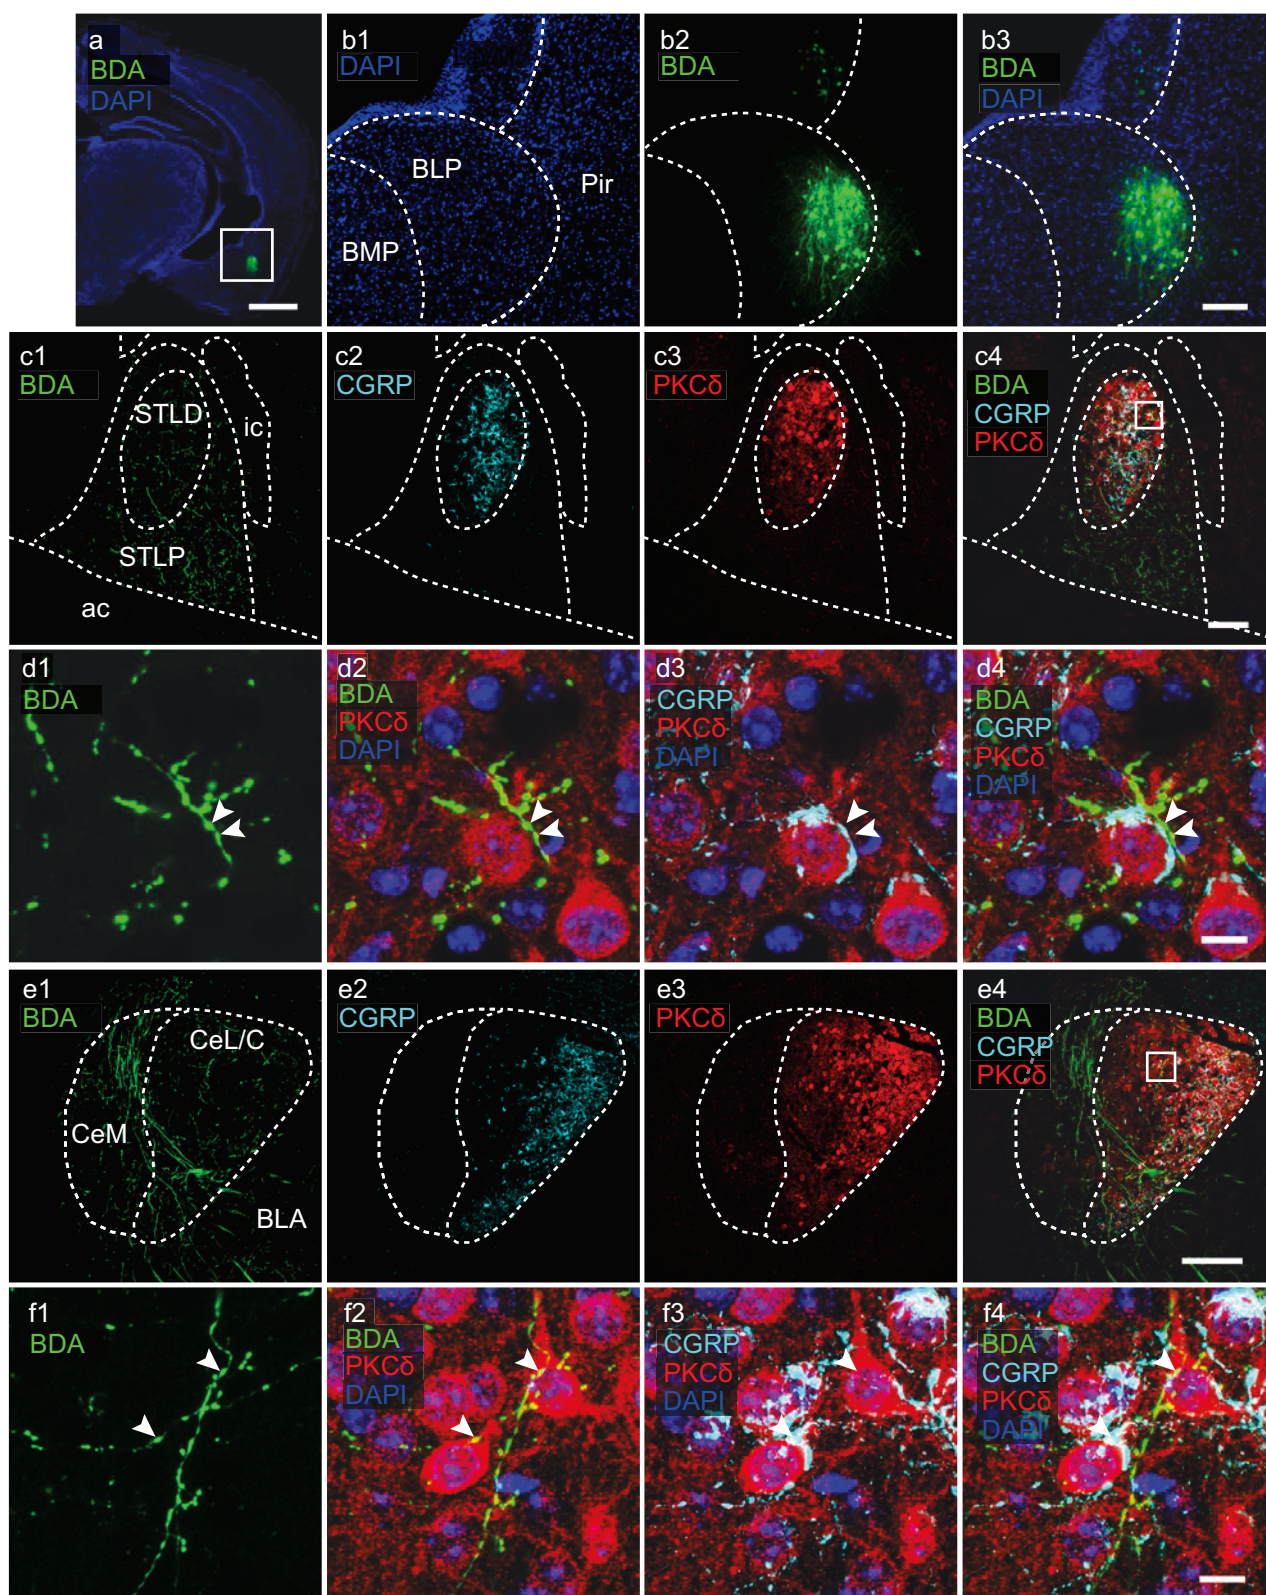 a
BDA
DAPI
b1
DAPI
BLP
Pir
BMP
b2
BDA
b3
BDA
DAPI
c1
BDA
STLD
ic
STLP
ac
c2
CGRP
c3
PKCδ
c4
BDA
CGRP
PKCδ
d1
BDA
d2
BDA
PKCδ
DAPI
d3
CGRP
PKCδ
DAPI
d4
BDA
CGRP
PKCδ
DAPI
e1
BDA
CeL/C
CeM
BLA
e2
CGRP
e3
PKCδ
e4
BDA
CGRP
PKCδ
f1
BDA
f2
BDA
PKCδ
DAPI
f3
CGRP
PKCδ
DAPI
f4
BDA
CGRP
PKCδ
DAPI